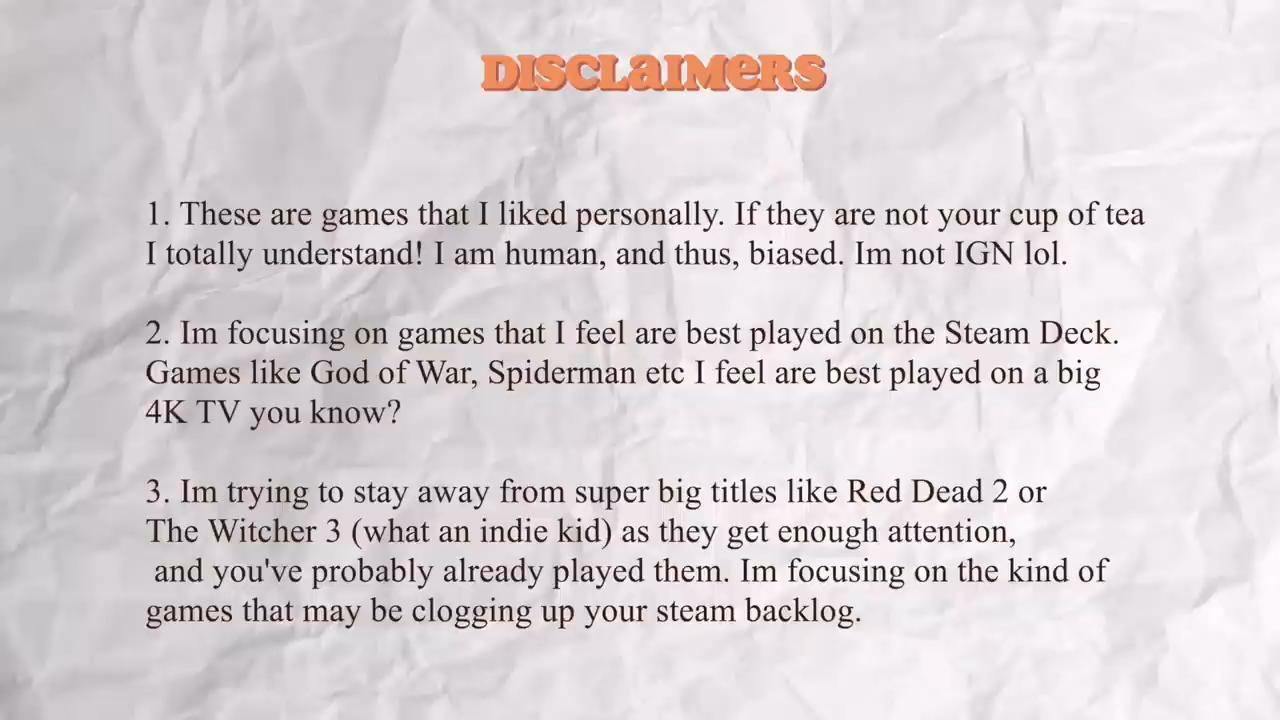 DISCLaIMeRS
1. These are games that I liked personally. If they are not your cup of tea
I totally understand! I am human, and thus, biased. Im not IGN lol.
2. Im focusing on games that I feel are best played on the Steam Deck.
Games like God of War, Spiderman etc I feel are best played on a big
4K TV you know?
3. Im trying to stay away from super big titles like Red Dead 2 or
The Witcher 3 (what an indie kid) as they get enough attention,
and you've probably already played them. Im focusing on the kind of
games that may be clogging up your steam backlog.